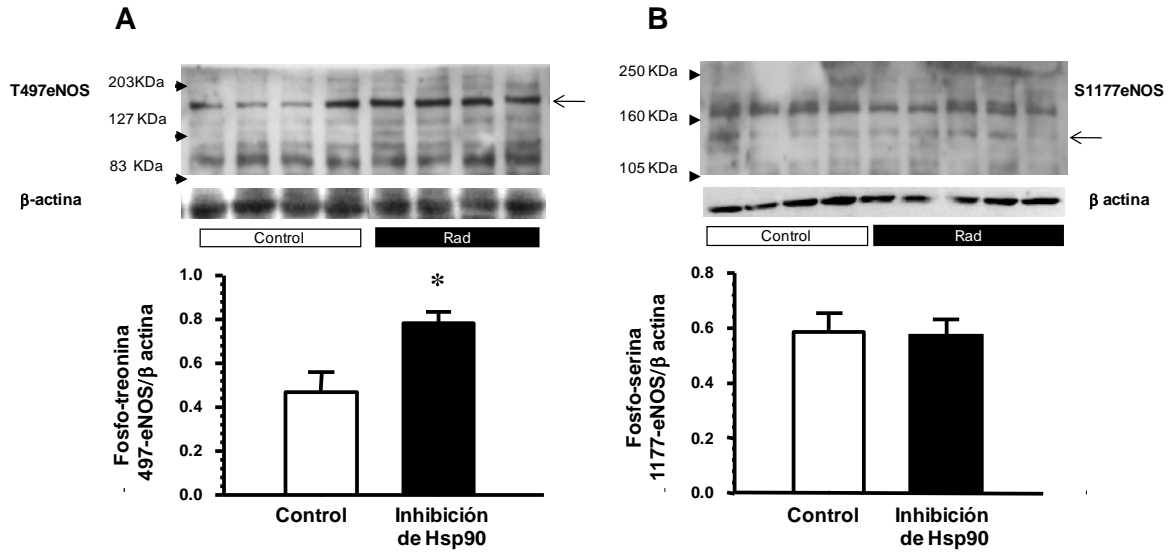 A
T497eNOS
203KDa
127 KDa
83 KDa
β-actina
Control
Rad
Fosfo-treonina
497-eNOS/β actina
1.0
0.8
0.6
0.4
0.2
0.0
*
Control
Inhibición
de Hsp90
B
250 KDa
160 KDa
105 KDa
S1177eNOS
β actina
Control
Rad
Fosfo-serina
1177-eNOS/β actina
0.8
0.6
0.4
0.2
0.0
Control
Inhibición
de Hsp90